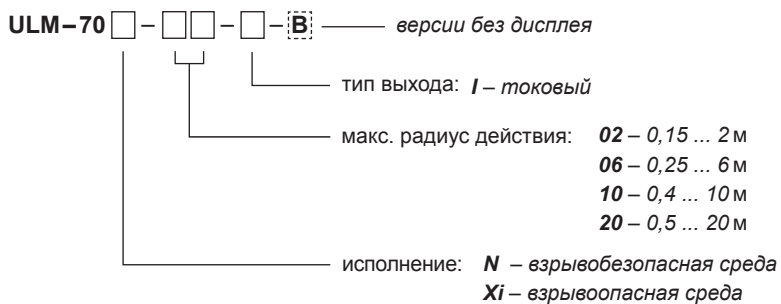 ULM–70 – – – B версии без дисплея
тип выхода: I – токовый
макс. радиус действия: 02 – 0,15 ... 2 м
06 – 0,25 ... 6 м
10 – 0,4 ... 10 м
20 – 0,5 ... 20 м
исполнение: N – взрывобезопасная среда
Xi – взрывоопасная среда